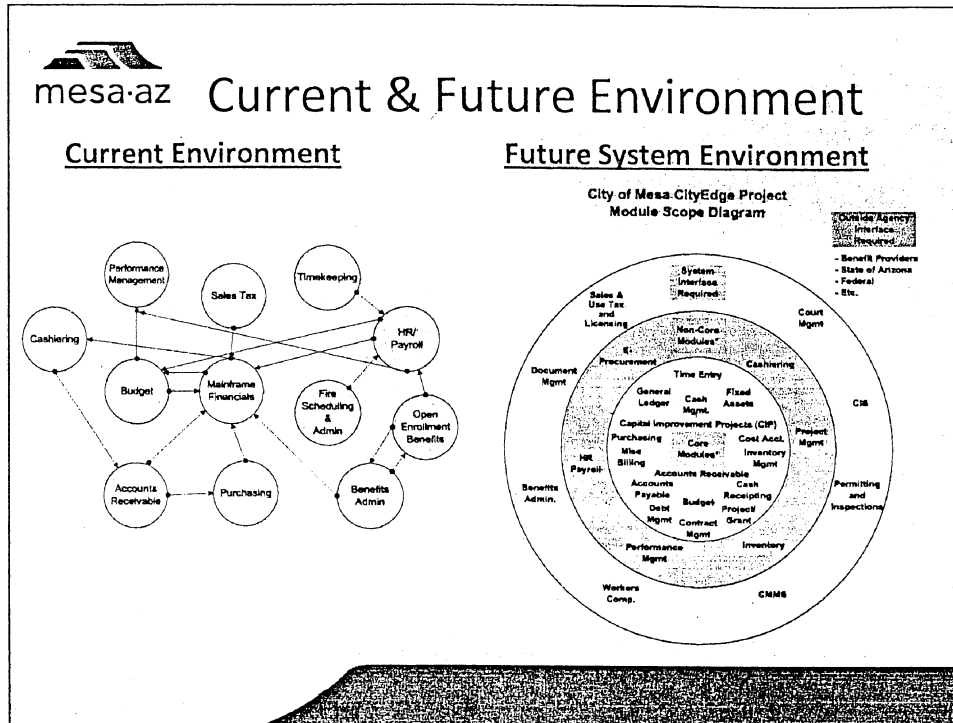 mesa·az
Current & Future Environment
Current Environment
Future System Environment
City of Mesa CityEdge Project
Module Scope Diagram
Outside Agency
Interface
Required
- Benefit Providers
- State of Arizona
- Federal
- Etc.
Performance
Management
Sales Tax
Timekeeping
Cashiering
HR/
Payroll
Budget
Mainframe
Financials
Fire
Scheduling
&
Admin
Open
Enrollment
Benefits
Accounts
Receivable
Purchasing
Benefits
Admin
System
Interface
Required
Sales &
Use Tax
and
Licensing
Court
Mgmt
Non-Core
Modules*
E-
Procurement
Cashiering
Document
Mgmt
Time Entry
General
Ledger
Cash
Mgmt.
Fixed
Assets
CIS
Capital Improvement Projects (CIP)
Purchasing
Core
Modules*
Cost Acct.
Project
Mgmt
Misc
Billing
Inventory
Mgmt
HR
Payroll
Accounts Receivable
Benefits
Admin.
Accounts
Payable
Cash
Receipting
Permitting
and
Inspections
Debt
Mgmt
Budget
Project/
Grant
Contract
Mgmt
Performance
Mgmt
Inventory
Workers
Comp.
CMMS